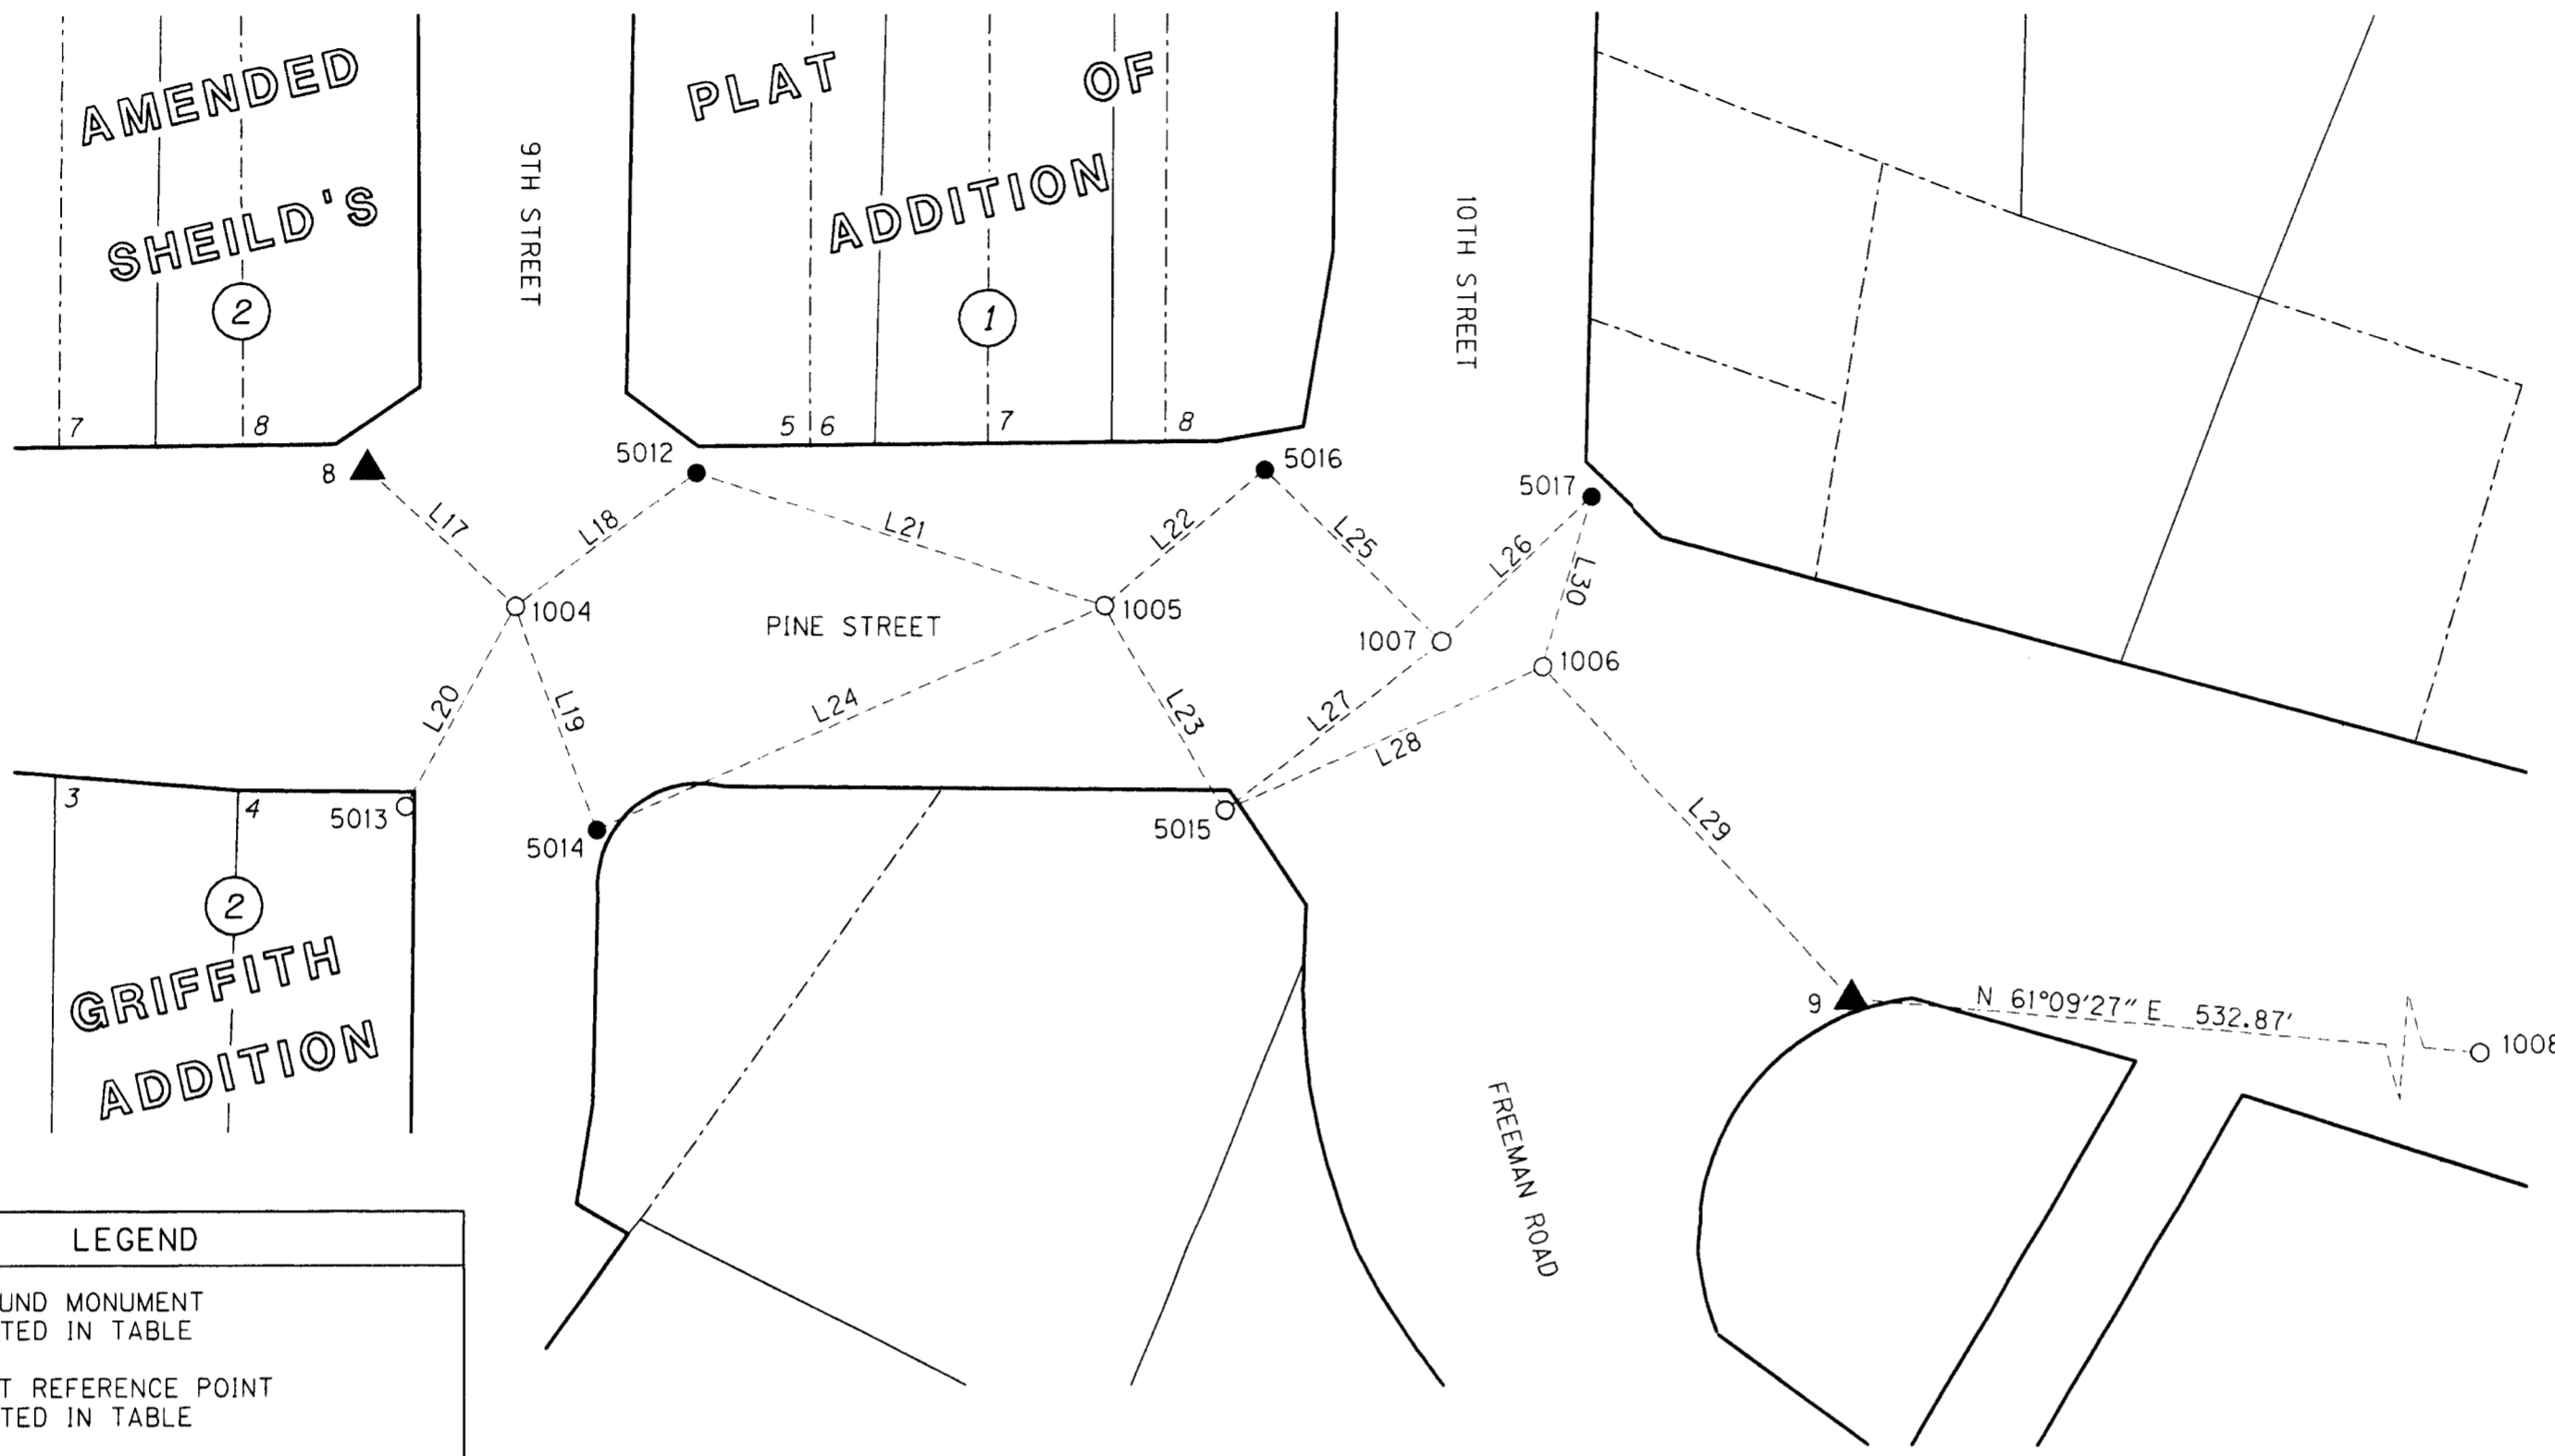 AMENDED
PLAT
OF
SHEILD'S
ADDITION
2
1
9TH STREET
10TH STREET
7
8
5
6
7
8
8
5012
5016
5017
L17
L18
L21
L22
L25
L26
L30
1004
PINE STREET
1005
1007
1006
L20
L19
L24
L23
L27
L28
L29
3
4
5013
5014
5015
2
GRIFFITH
ADDITION
9
N 61°09'27" E 532.87'
1008
FREEMAN ROAD
LEGEND
UND MONUMENT
TED IN TABLE
T REFERENCE POINT
TED IN TABLE